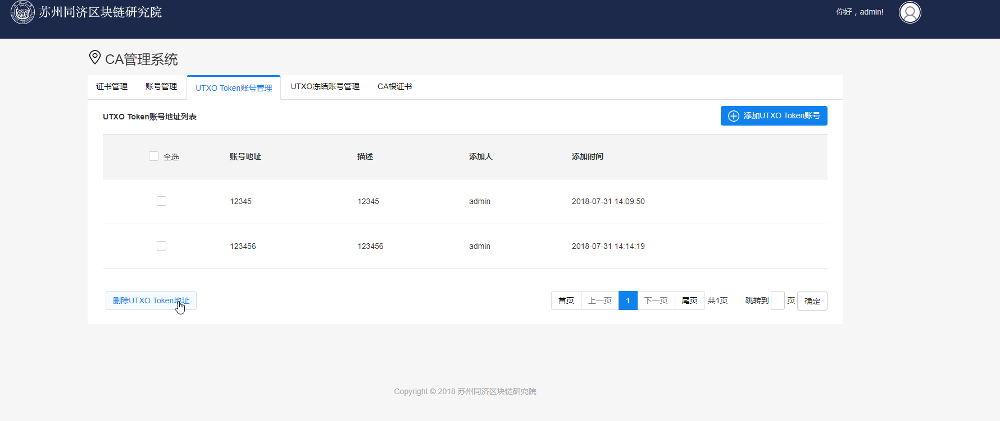 苏州同济区块链研究院
你好，admin!
CA管理系统
证书管理 账号管理 UTXO Token账号管理 UTXO冻结账号管理 CA根证书
UTXO Token账号地址列表
添加UTXO Token账号
全选 账号地址 描述 添加人 添加时间
12345 12345 admin 2018-07-31 14:09:50
123456 123456 admin 2018-07-31 14:14:19
删除UTXO Token地址
首页 上一页 1 下一页 尾页 共1页 跳转到 页 确定
Copyright © 2018 苏州同济区块链研究院